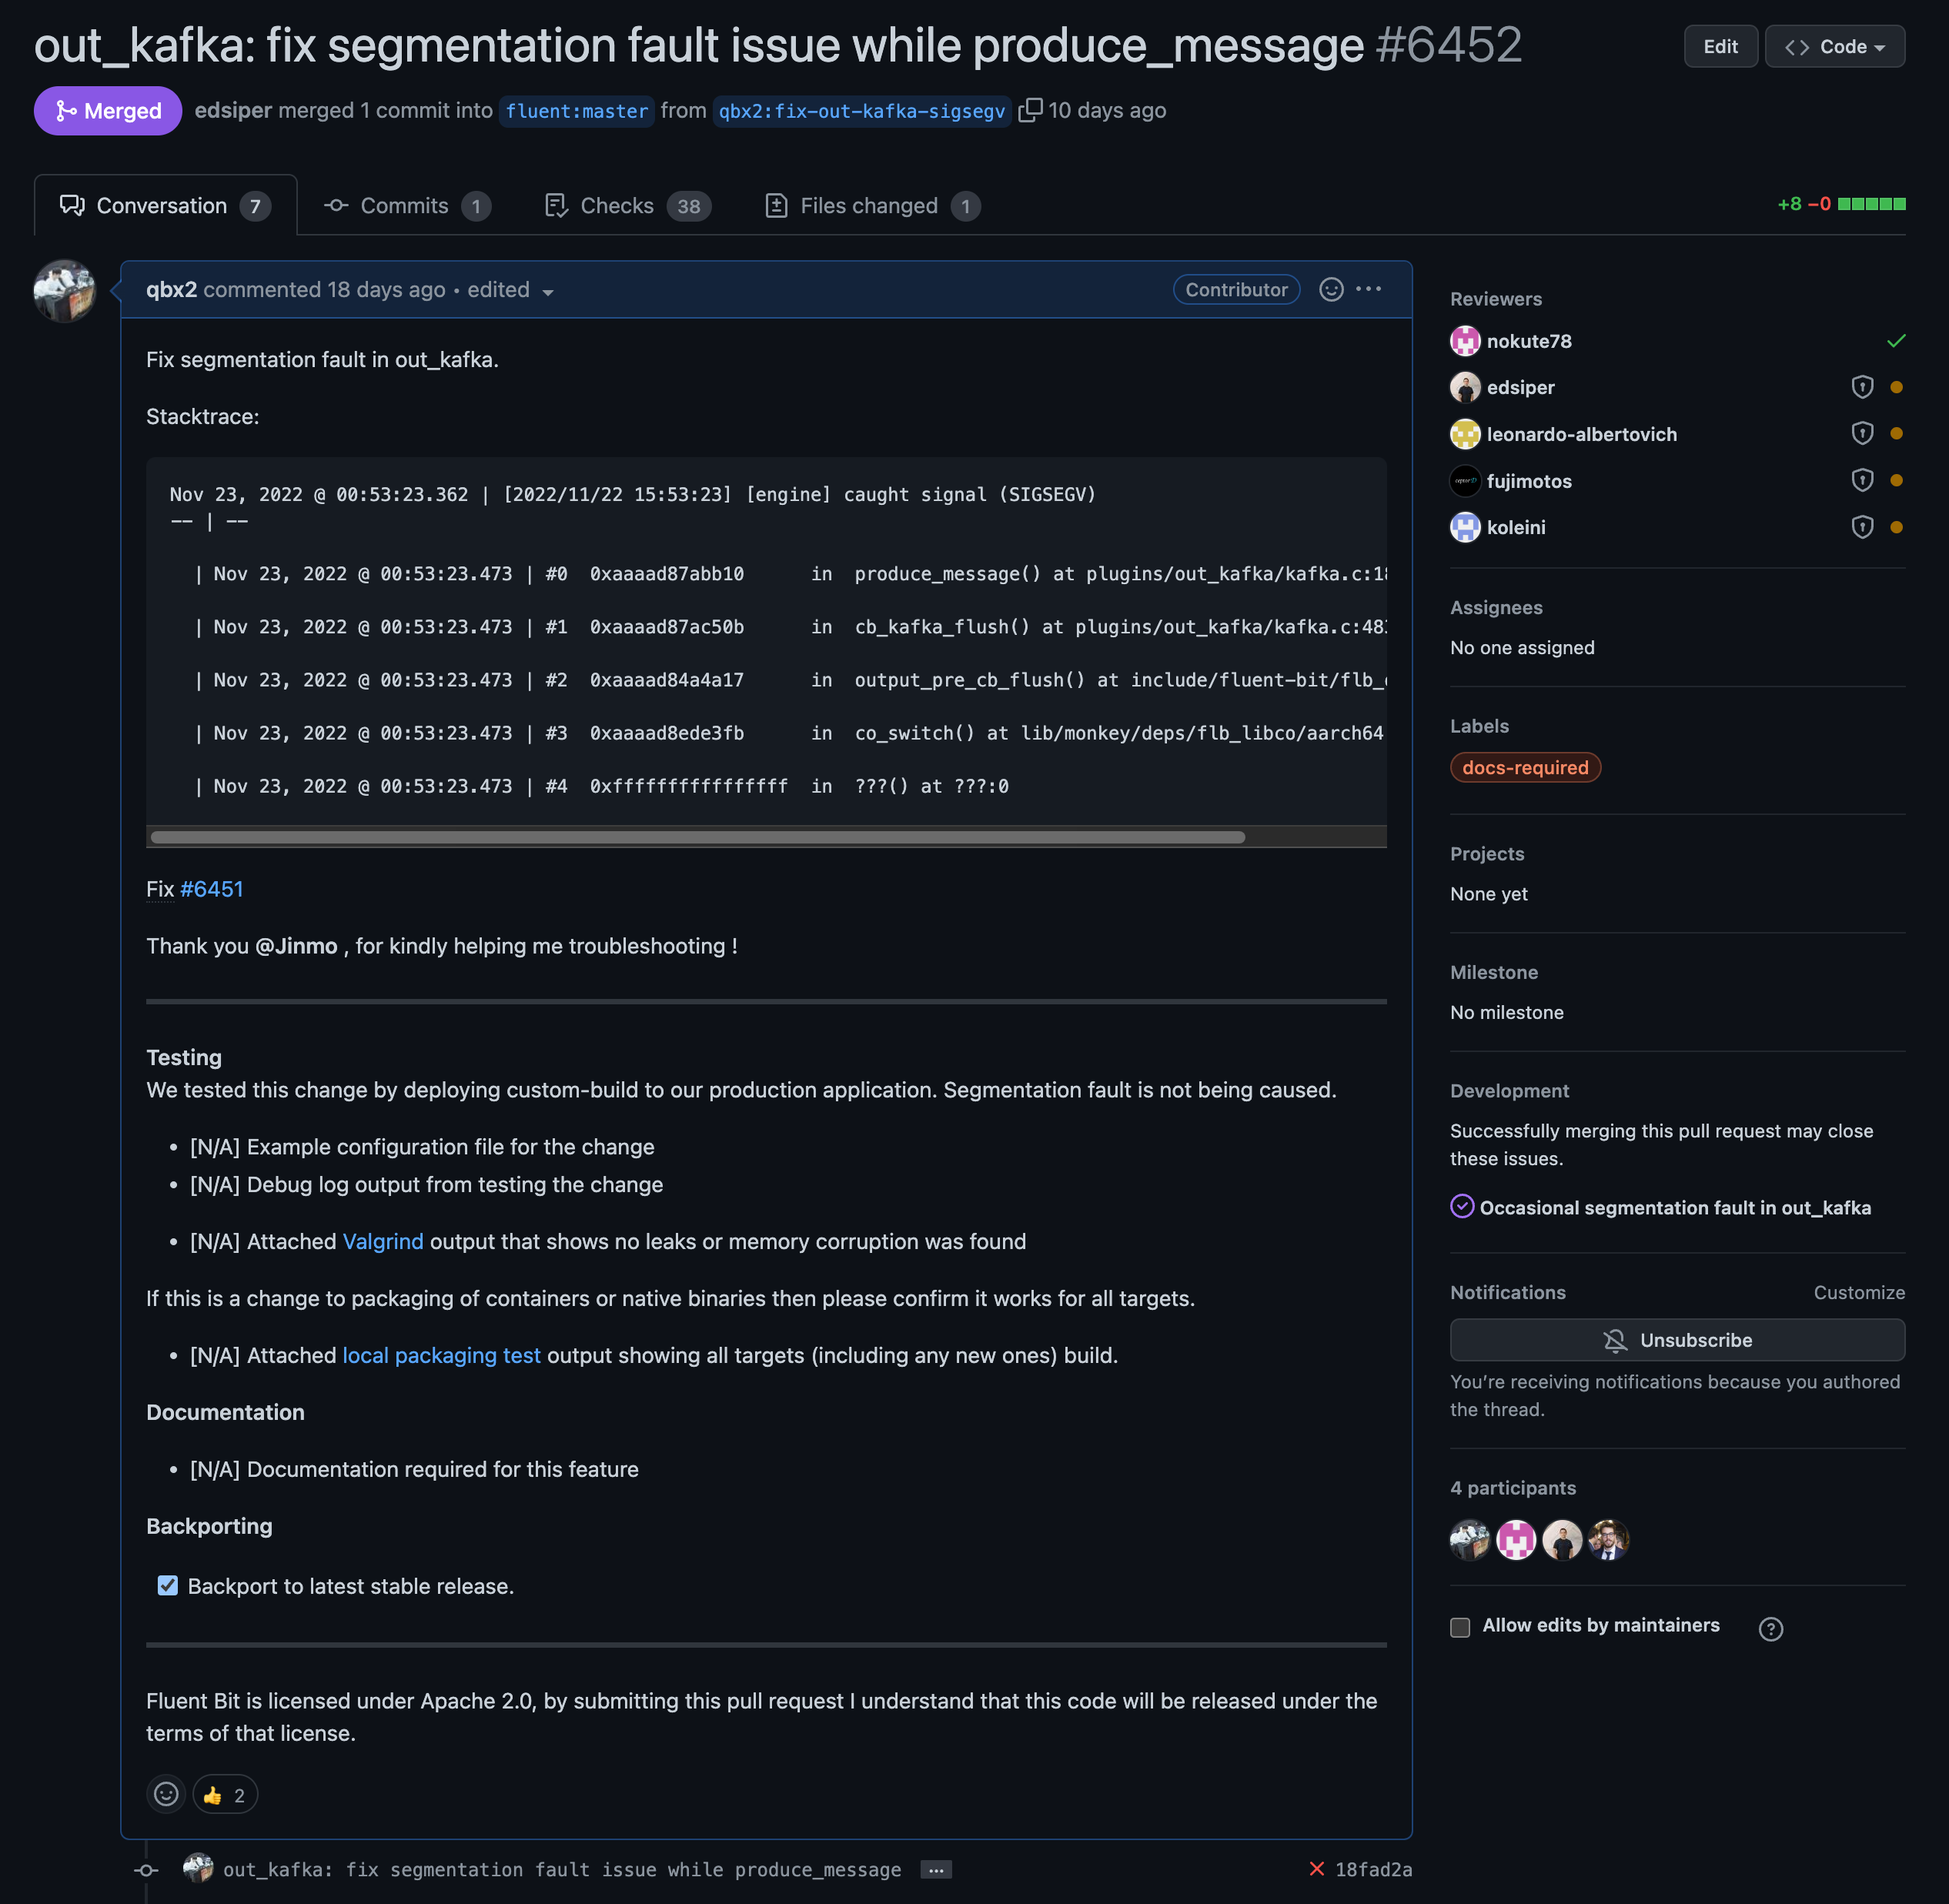 out_kafka: fix segmentation fault issue while produce_message #6452
Edit
Code
Merged
edsiper merged 1 commit into fluent:master from qbx2:fix-out-kafka-sigsegv 10 days ago
Conversation 7
Commits 1
Checks 38
Files changed 1
+8 −0
qbx2 commented 18 days ago • edited
Contributor
Fix segmentation fault in out_kafka.
Stacktrace:
Nov 23, 2022 @ 00:53:23.362 | [2022/11/22 15:53:23] [engine] caught signal (SIGSEGV)
-- | --
| Nov 23, 2022 @ 00:53:23.473 | #0  0xaaaad87abb10      in  produce_message() at plugins/out_kafka/kafka.c:18
| Nov 23, 2022 @ 00:53:23.473 | #1  0xaaaad87ac50b      in  cb_kafka_flush() at plugins/out_kafka/kafka.c:483
| Nov 23, 2022 @ 00:53:23.473 | #2  0xaaaad84a4a17      in  output_pre_cb_flush() at include/fluent-bit/flb_
| Nov 23, 2022 @ 00:53:23.473 | #3  0xaaaad8ede3fb      in  co_switch() at lib/monkey/deps/flb_libco/aarch64
| Nov 23, 2022 @ 00:53:23.473 | #4  0xffffffffffffffff  in  ???() at ???:0
Fix #6451
Thank you @Jinmo , for kindly helping me troubleshooting !
Testing
We tested this change by deploying custom-build to our production application. Segmentation fault is not being caused.
• [N/A] Example configuration file for the change
• [N/A] Debug log output from testing the change
• [N/A] Attached Valgrind output that shows no leaks or memory corruption was found
If this is a change to packaging of containers or native binaries then please confirm it works for all targets.
• [N/A] Attached local packaging test output showing all targets (including any new ones) build.
Documentation
• [N/A] Documentation required for this feature
Backporting
Backport to latest stable release.
Fluent Bit is licensed under Apache 2.0, by submitting this pull request I understand that this code will be released under the
terms of that license.
👍 2
out_kafka: fix segmentation fault issue while produce_message …
18fad2a
Reviewers
nokute78
edsiper
leonardo-albertovich
fujimotos
koleini
Assignees
No one assigned
Labels
docs-required
Projects
None yet
Milestone
No milestone
Development
Successfully merging this pull request may close
these issues.
Occasional segmentation fault in out_kafka
Notifications
Customize
Unsubscribe
You’re receiving notifications because you authored
the thread.
4 participants
Allow edits by maintainers